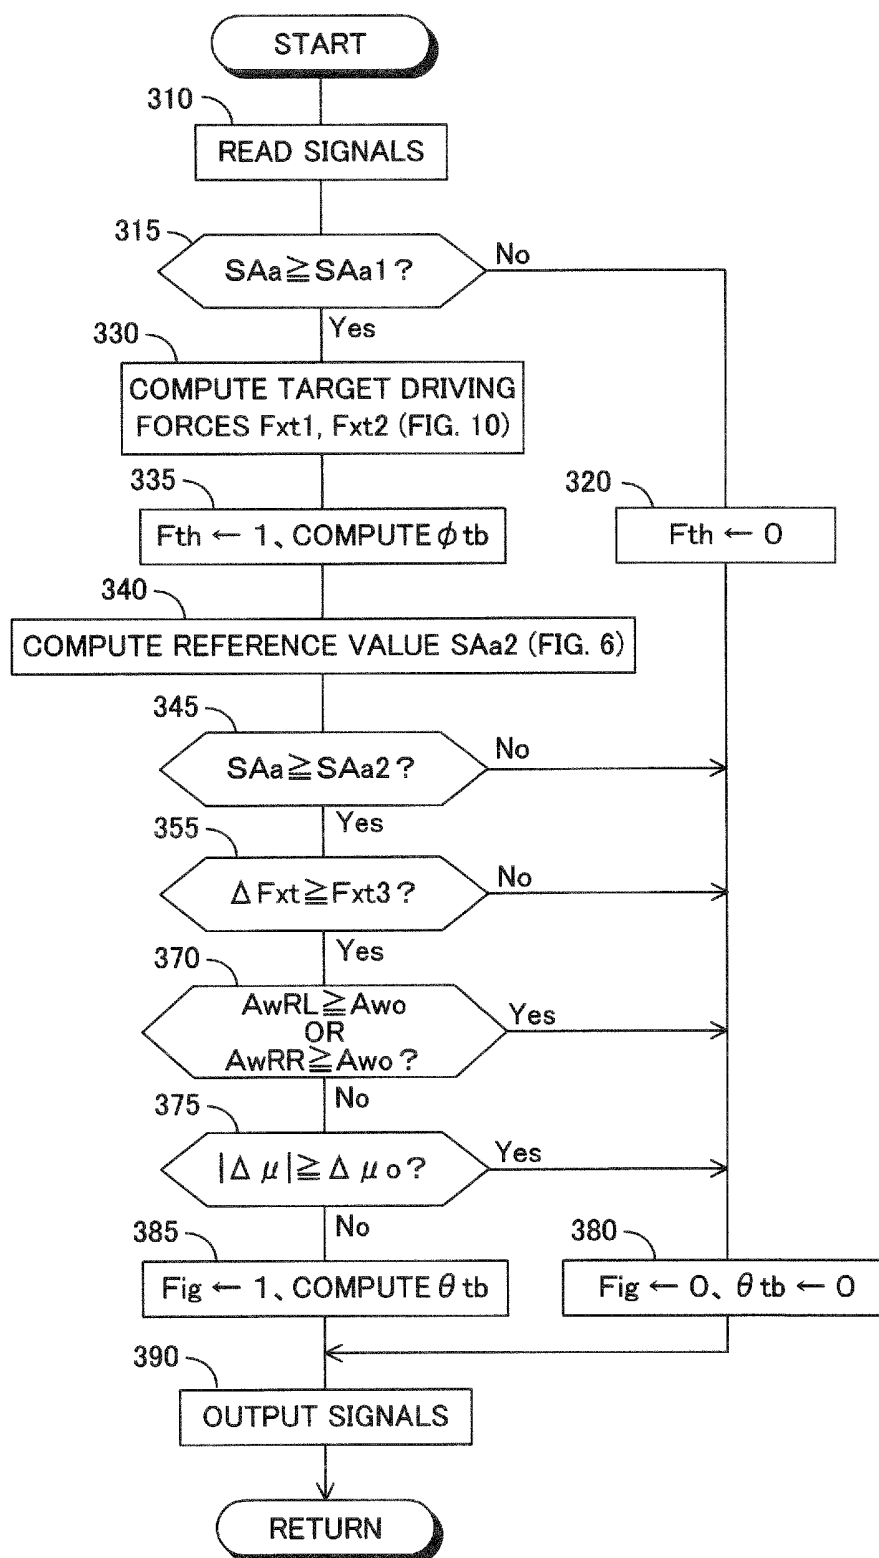 START
310
READ SIGNALS
315
SAa≧SAa1?
No
Yes
330
COMPUTE TARGET DRIVING
FORCES Fxt1, Fxt2 (FIG. 10)
335
Fth ← 1、COMPUTE ϕtb
320
Fth ← 0
340
COMPUTE REFERENCE VALUE SAa2 (FIG. 6)
345
SAa≧SAa2?
No
Yes
355
ΔFxt≧Fxt3?
No
Yes
370
AwRL≧Awo
OR
AwRR≧Awo?
Yes
No
375
|Δμ|≧Δμo?
Yes
No
385
Fig ← 1、COMPUTE θtb
380
Fig ← 0、θtb ← 0
390
OUTPUT SIGNALS
RETURN